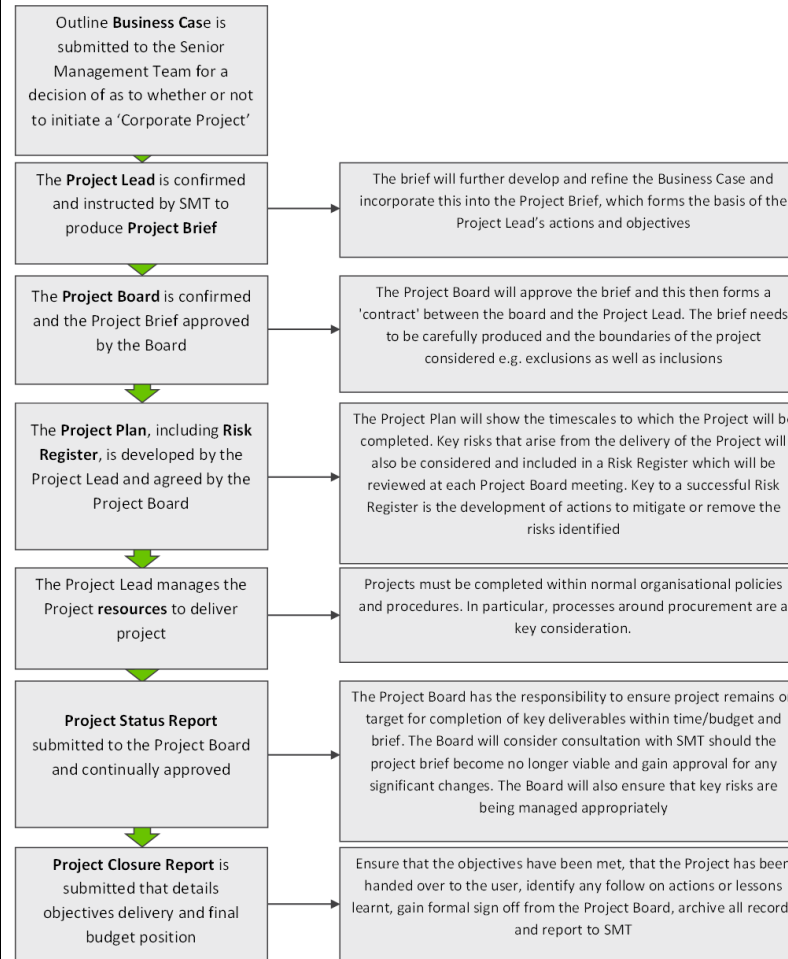 Outline Business Case is
submitted to the Senior
Management Team for a
decision of as to whether or not
to initiate a ‘Corporate Project’
The Project Lead is confirmed
and instructed by SMT to
produce Project Brief
The brief will further develop and refine the Business Case and
incorporate this into the Project Brief, which forms the basis of the
Project Lead’s actions and objectives
The Project Board is confirmed
and the Project Brief approved
by the Board
The Project Board will approve the brief and this then forms a
'contract' between the board and the Project Lead. The brief needs
to be carefully produced and the boundaries of the project
considered e.g. exclusions as well as inclusions
The Project Plan, including Risk
Register, is developed by the
Project Lead and agreed by the
Project Board
The Project Plan will show the timescales to which the Project will be
completed. Key risks that arise from the delivery of the Project will
also be considered and included in a Risk Register which will be
reviewed at each Project Board meeting. Key to a successful Risk
Register is the development of actions to mitigate or remove the
risks identified
The Project Lead manages the
Project resources to deliver
project
Projects must be completed within normal organisational policies
and procedures. In particular, processes around procurement are a
key consideration.
Project Status Report
submitted to the Project Board
and continually approved
The Project Board has the responsibility to ensure project remains on
target for completion of key deliverables within time/budget and
brief. The Board will consider consultation with SMT should the
project brief become no longer viable and gain approval for any
significant changes. The Board will also ensure that key risks are
being managed appropriately
Project Closure Report is
submitted that details
objectives delivery and final
budget position
Ensure that the objectives have been met, that the Project has been
handed over to the user, identify any follow on actions or lessons
learnt, gain formal sign off from the Project Board, archive all record
and report to SMT